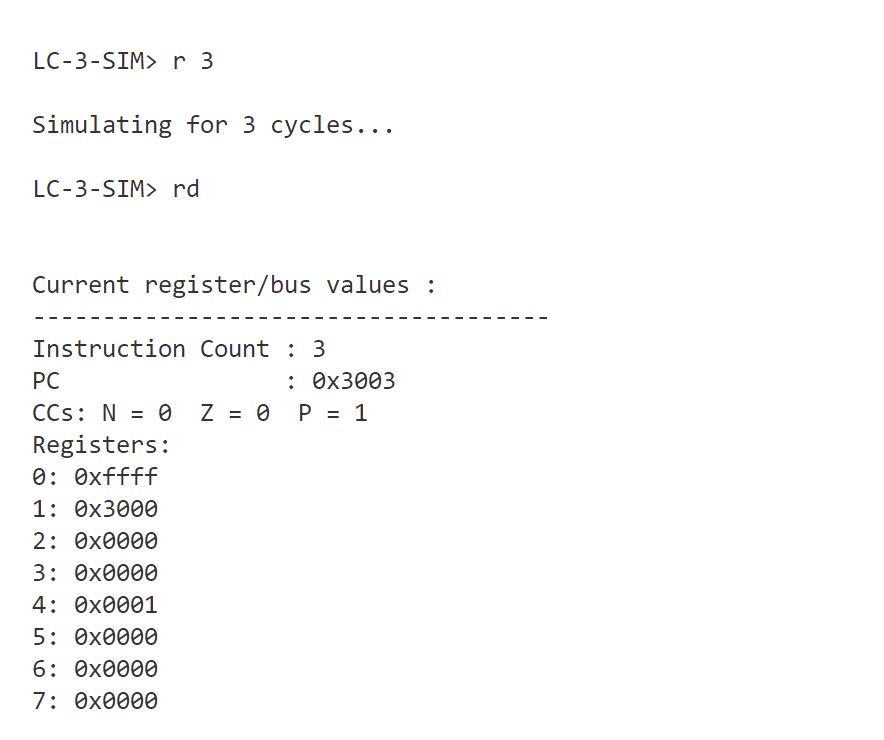 LC-3-SIM> r 3
Simulating for 3 cycles...
LC-3-SIM> rd
Current register/bus values :
-------------------------------------
Instruction Count : 3
PC                : 0x3003
CCs: N = 0  Z = 0  P = 1
Registers:
0: 0xffff
1: 0x3000
2: 0x0000
3: 0x0000
4: 0x0001
5: 0x0000
6: 0x0000
7: 0x0000